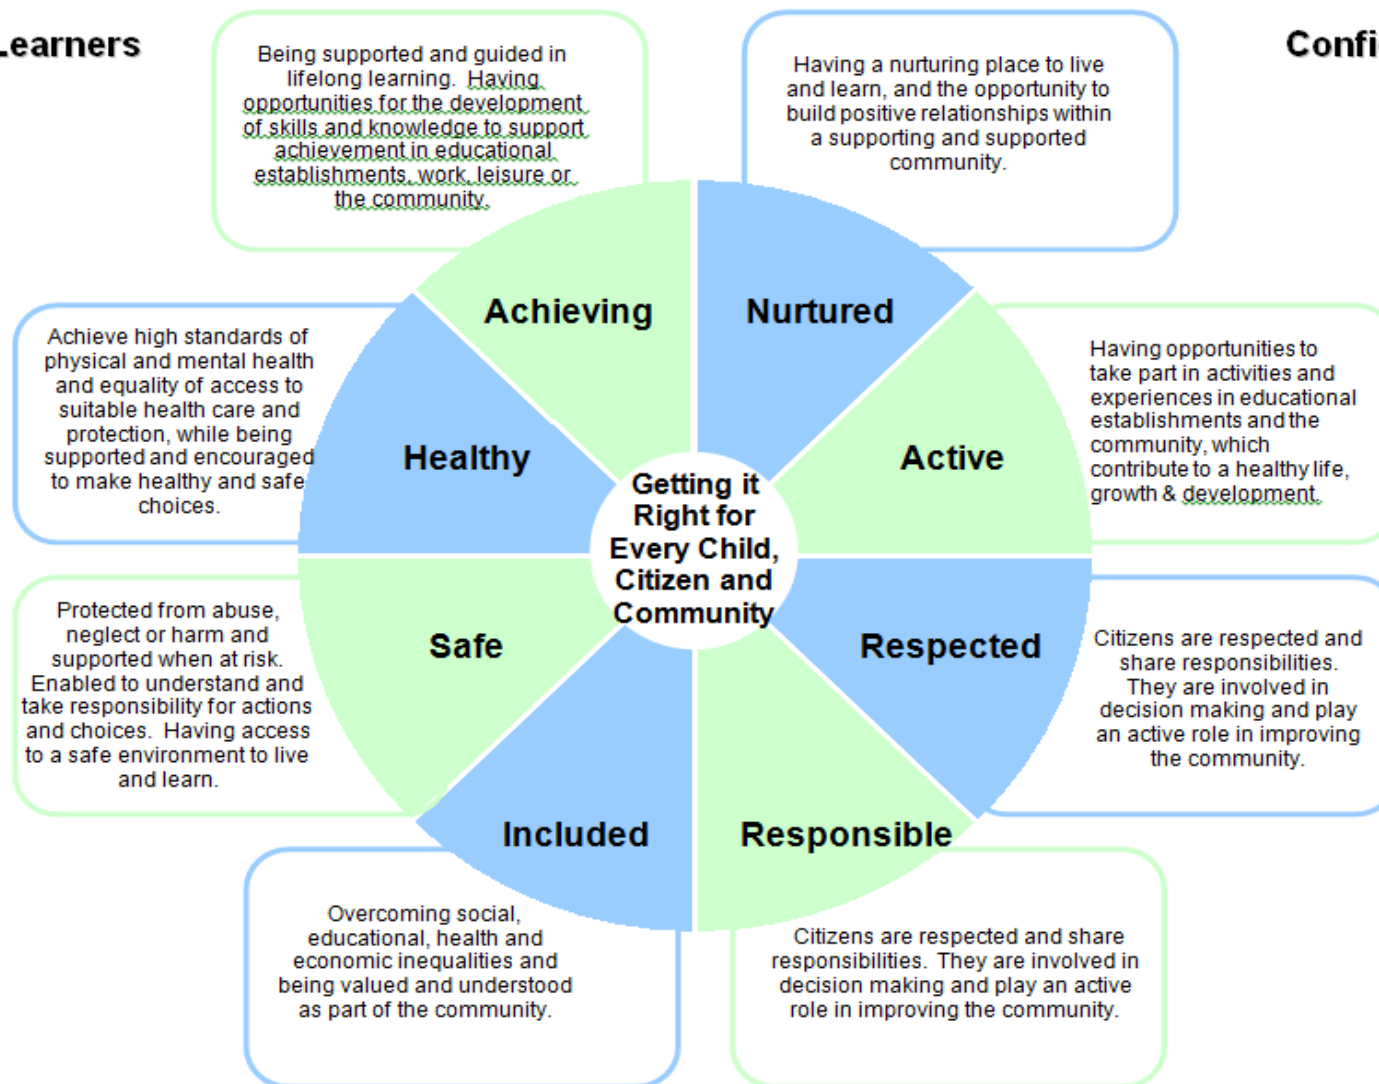 Learners
Confi
Being supported and guided in
lifelong learning.  Having
opportunities for the development
of skills and knowledge to support
achievement in educational
establishments, work, leisure or
the community.
Having a nurturing place to live
and learn, and the opportunity to
build positive relationships within
a supporting and supported
community.
Achieving
Nurtured
Achieve high standards of
physical and mental health
and equality of access to
suitable health care and
protection, while being
supported and encouraged
to make healthy and safe
choices.
Healthy
Active
Having opportunities to
take part in activities and
experiences in educational
establishments and the
community, which
contribute to a healthy life,
growth & development.
Getting it
Right for
Every Child,
Citizen and
Community
Protected from abuse,
neglect or harm and
supported when at risk.
Enabled to understand and
take responsibility for actions
and choices.  Having access
to a safe environment to live
and learn.
Safe
Respected
Citizens are respected and
share responsibilities.
They are involved in
decision making and play
an active role in improving
the community.
Included
Responsible
Overcoming social,
educational, health and
economic inequalities and
being valued and understood
as part of the community.
Citizens are respected and share
responsibilities.  They are involved in
decision making and play an active
role in improving the community.